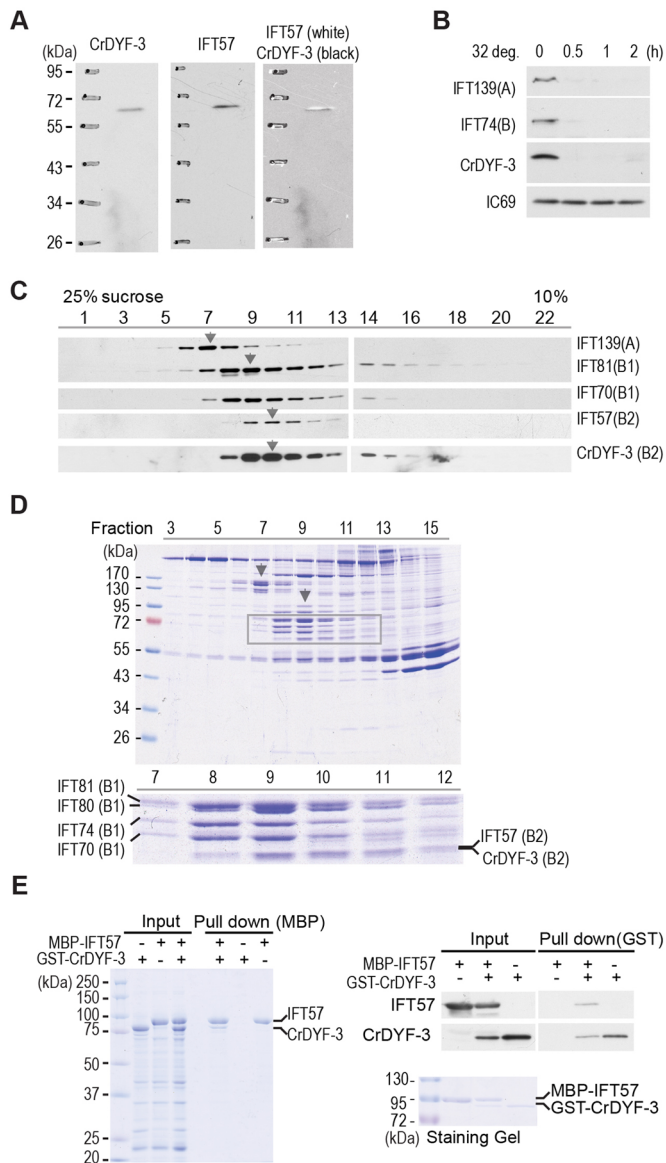 A
(kDa)
CrDYF-3
IFT57
IFT57 (white)
CrDYF-3 (black)
95
72
55
43
34
26
B
32 deg. 0 0.5 1 2 (h)
IFT139(A)
IFT74(B)
CrDYF-3
IC69
C
25% sucrose 10%
1 3 5 7 9 11 13 14 16 18 20 22
IFT139(A)
IFT81(B1)
IFT70(B1)
IFT57(B2)
CrDYF-3 (B2)
D
Fraction 3 5 7 9 11 13 15
(kDa)
170
130
95
72
55
43
34
26
7 8 9 10 11 12
IFT81 (B1)
IFT80 (B1)
IFT74 (B1)
IFT70 (B1)
IFT57 (B2)
CrDYF-3 (B2)
E
Input Pull down (MBP)
MBP-IFT57 - + + + - +
GST-CrDYF-3 + - + + + -
(kDa)
250
150
100
75
50
37
25
20
IFT57
CrDYF-3
Input Pull down(GST)
MBP-IFT57 + + - + + -
GST-CrDYF-3 - + + - + +
IFT57
CrDYF-3
130
95
72
(kDa)
MBP-IFT57
GST-CrDYF-3
Staining Gel